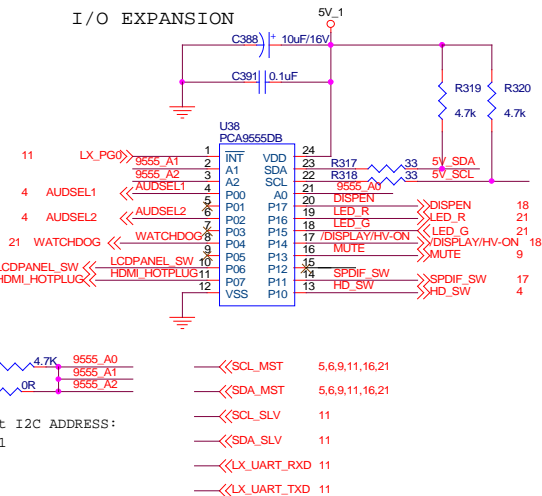 I/O EXPANSION
5V_1
C388 + 10uF/16V
C391 0.1uF
R319 R320
4.7k 4.7k
U38
PCA9555DB
11 LX_PG0 1 INT VDD 24
9555_A1 2 A1 SDA 23 R317 33 5V_SDA
9555_A2 3 A2 SCL 22 R318 33 5V_SCL
4 AUDSEL1 AUDSEL1 4 P00 A0 21 9555_A0
5 P01 P17 20 DISPEN DISPEN 18
4 AUDSEL2 AUDSEL2 6 P02 P16 19 LED_R LED_R 21
7 P03 P15 18 LED_G LED_G 21
21 WATCHDOG WATCHDOG 8 P04 P14 17 /DISPLAY/HV-ON /DISPLAY/HV-ON 18
9 P05 P13 16 MUTE MUTE 9
LCDPANEL_SW LCDPANEL_SW 10 P06 P12 15
HDMI_HOTPLUG HDMI_HOTPLUG 11 P07 P11 14 SPDIF_SW SPDIF_SW 17
12 VSS P10 13 HD_SW HD_SW 4
4.7K 9555_A0
9555_A1
0R 9555_A2
t I2C ADDRESS:
1
SCL_MST 5,6,9,11,16,21
SDA_MST 5,6,9,11,16,21
SCL_SLV 11
SDA_SLV 11
LX_UART_RXD 11
LX_UART_TXD 11